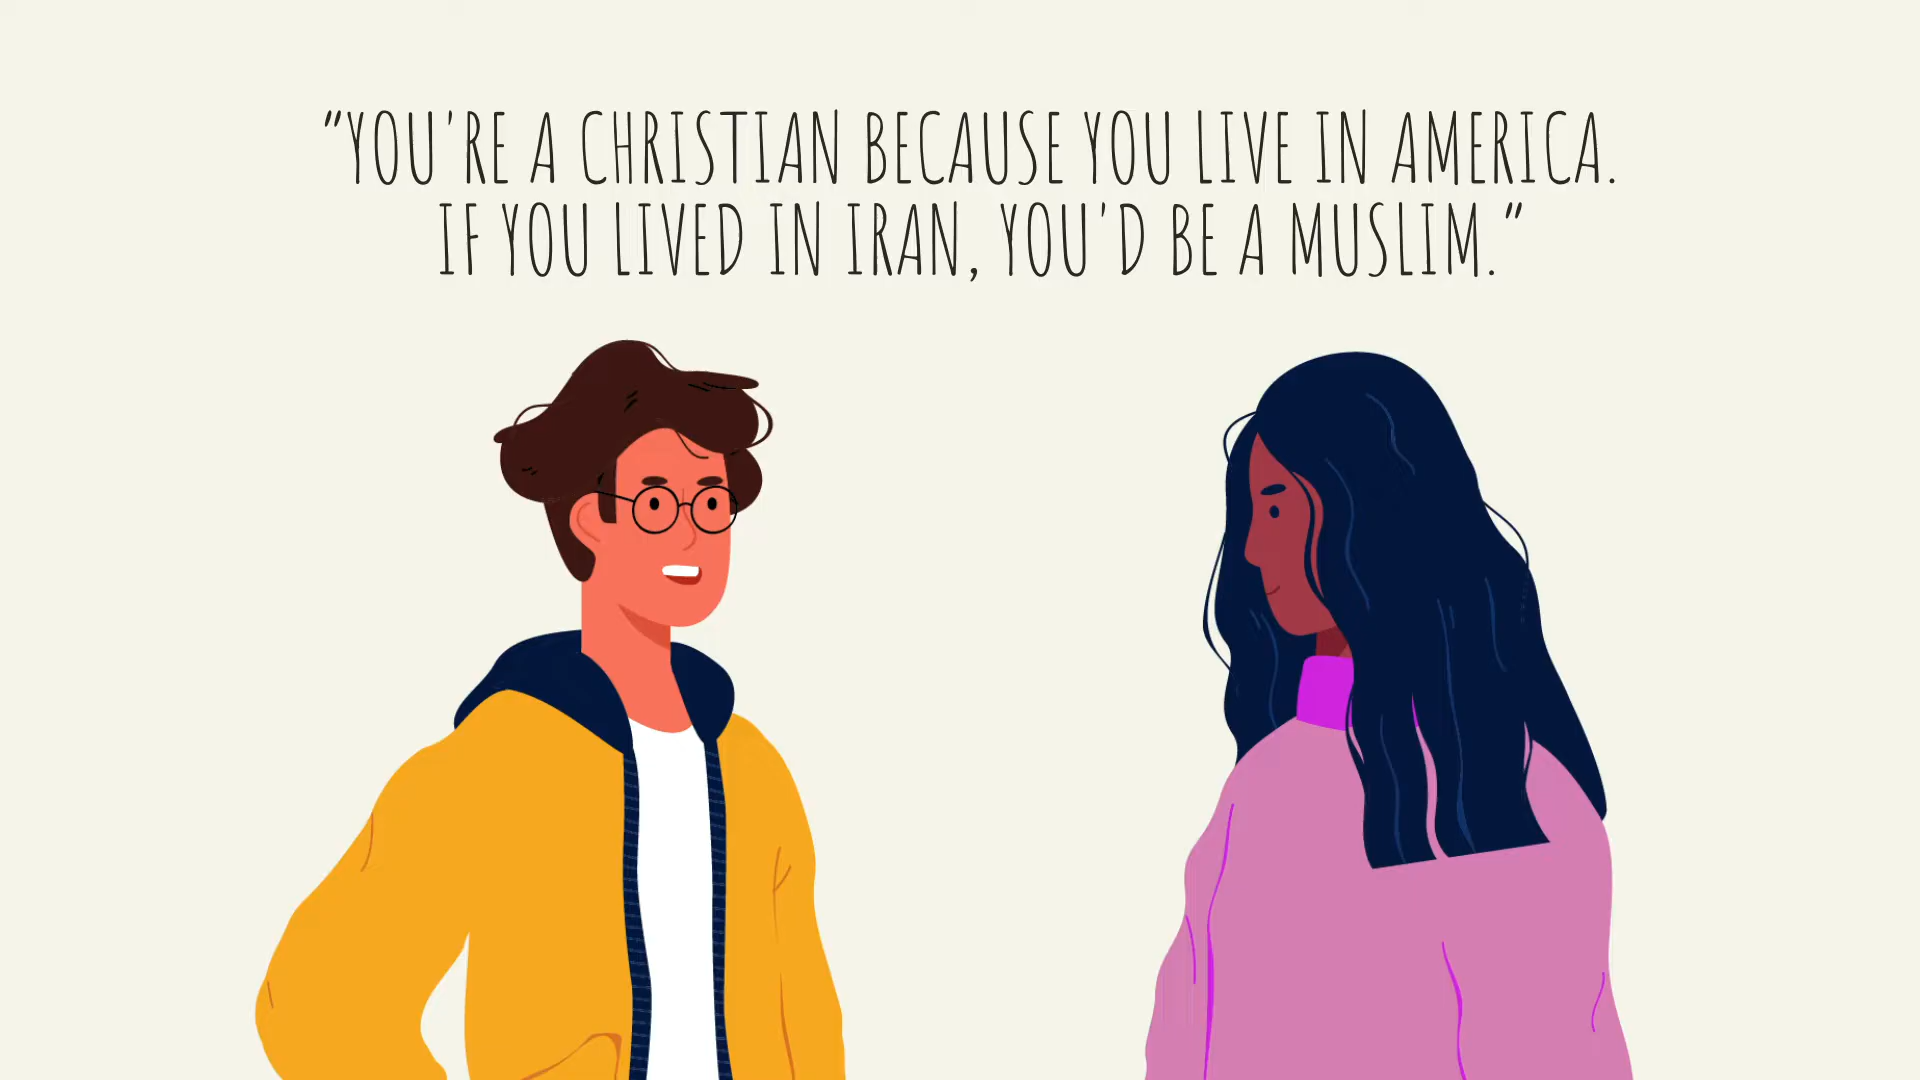 "YOU'RE A CHRISTIAN BECAUSE YOU LIVE IN AMERICA.
IF YOU LIVED IN IRAN, YOU'D BE A MUSLIM."